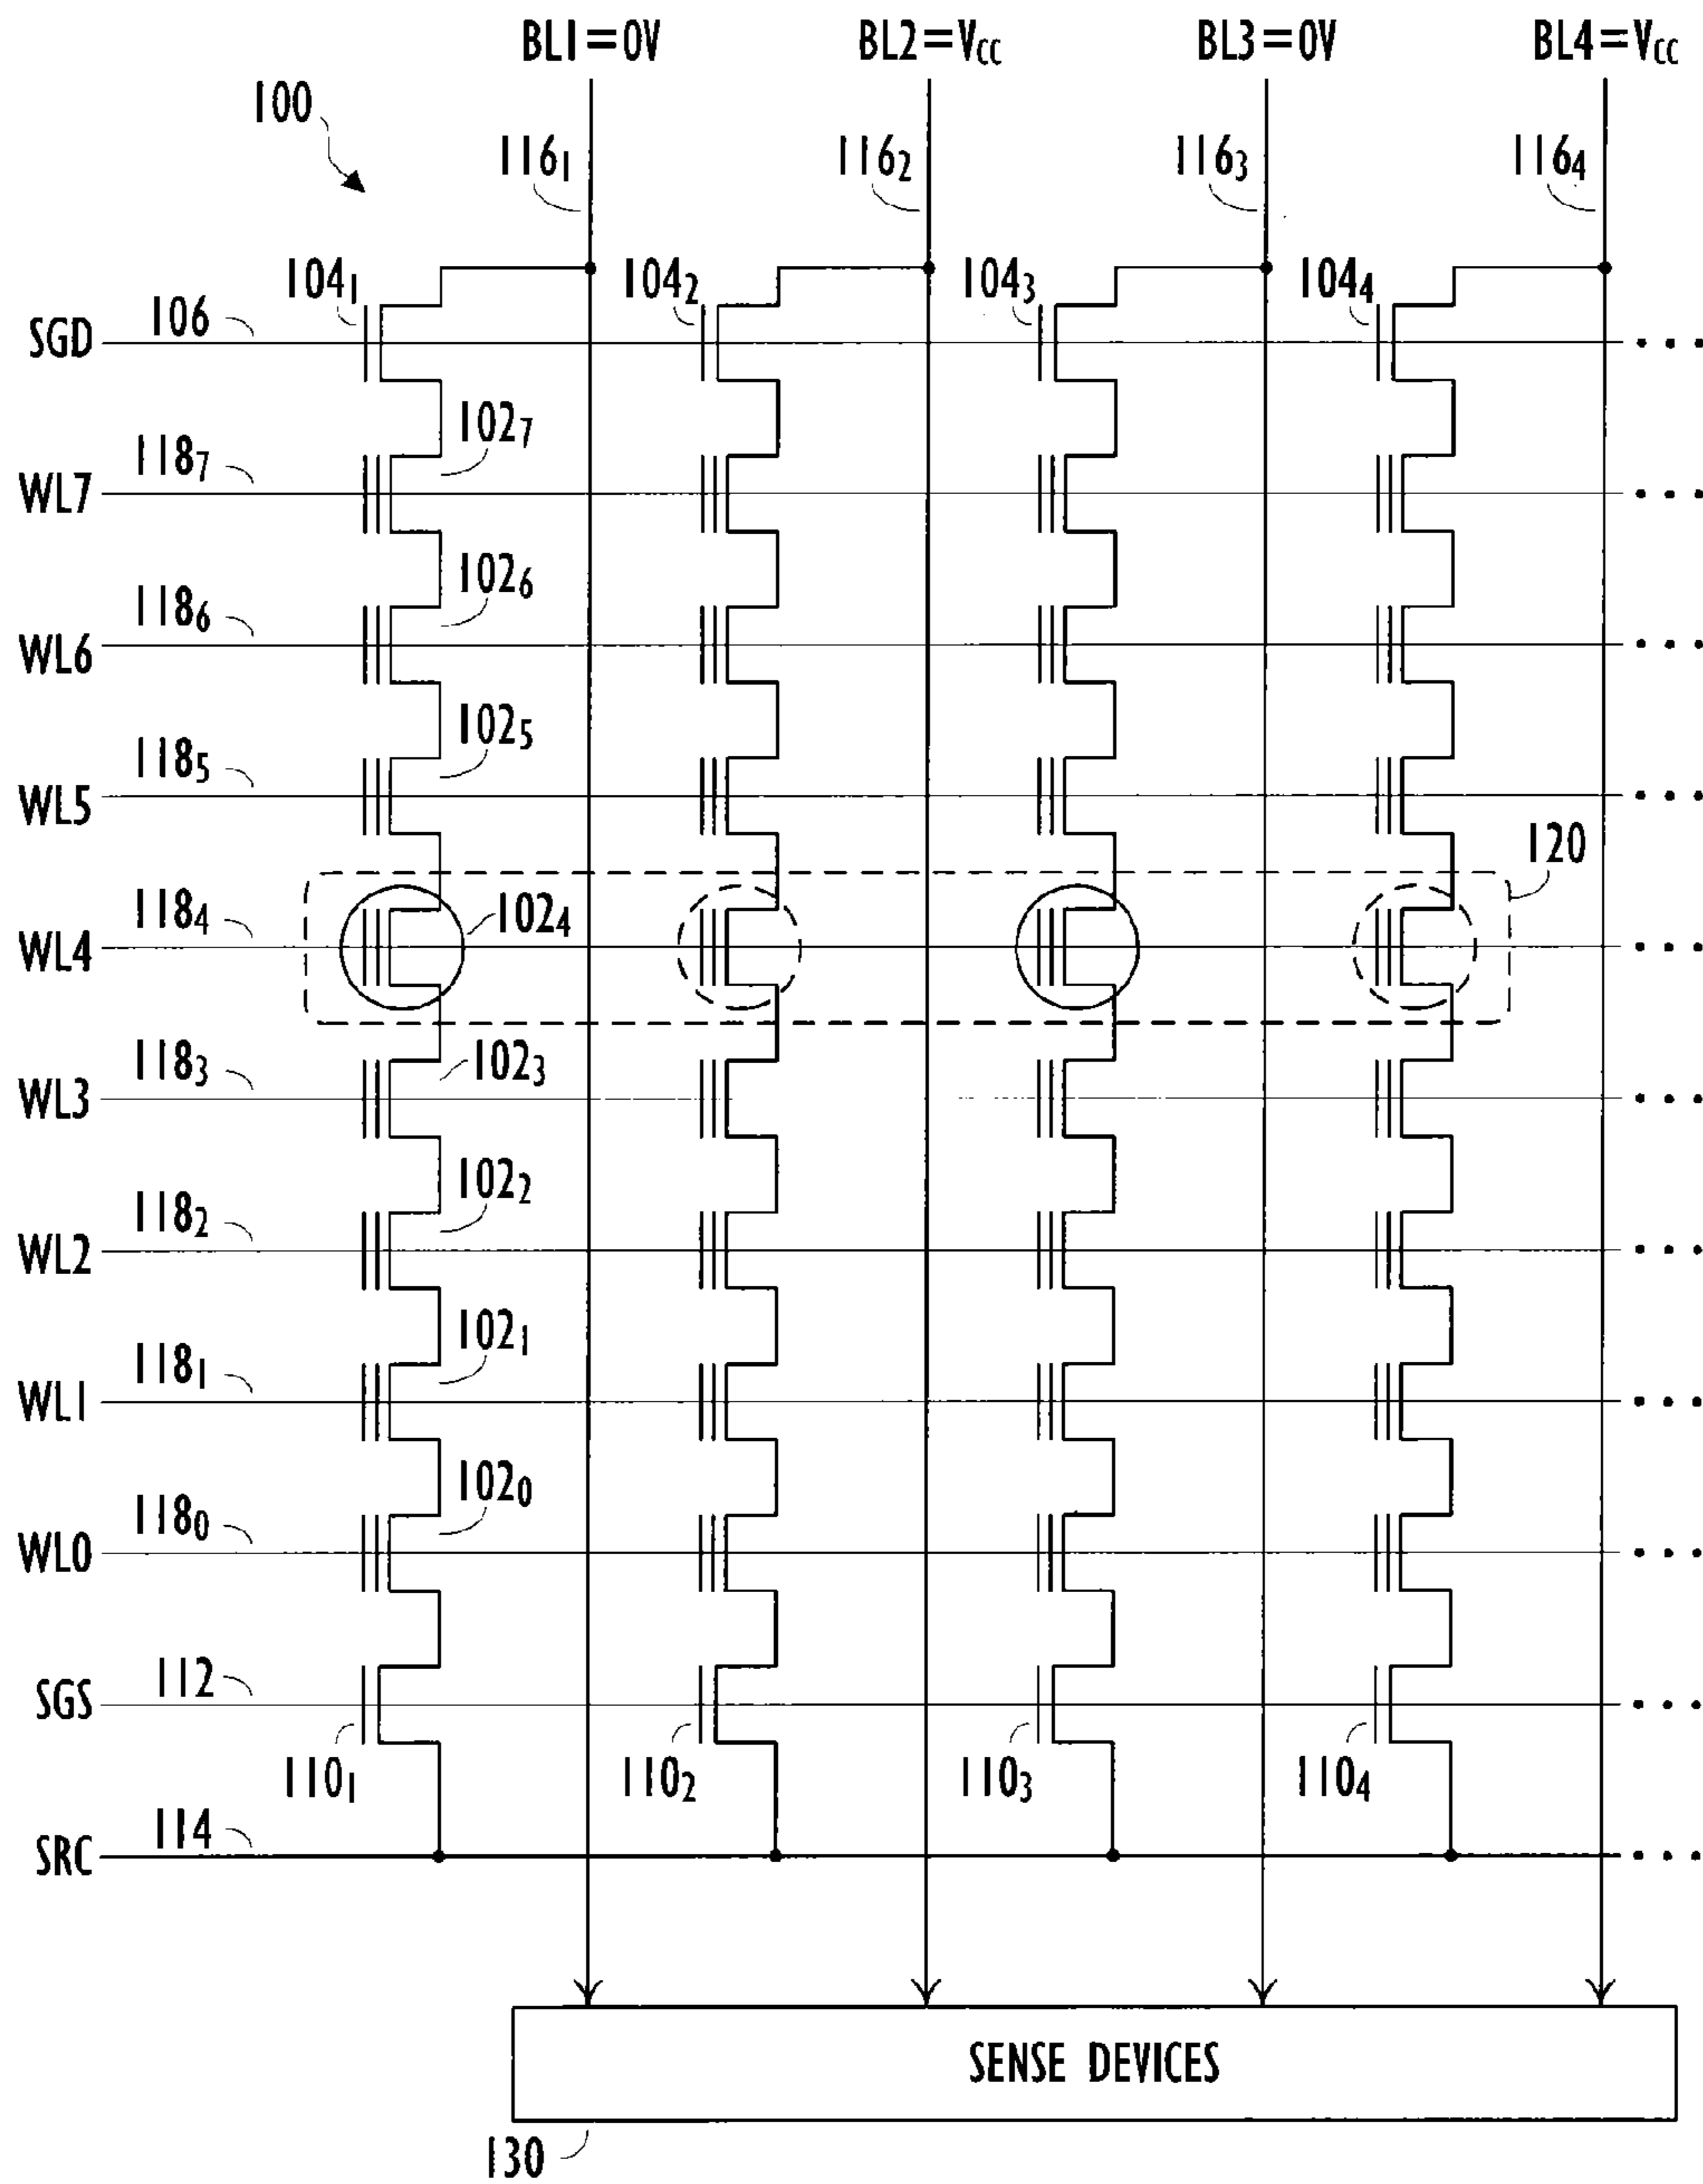 BL1=0V BL2=V_CC BL3=0V BL4=V_CC
100
116₁ 116₂ 116₃ 116₄
104₁ 104₂ 104₃ 104₄
SGD 106
102₇
WL7 118₇
102₆
WL6 118₆
102₅
WL5 118₅
120
WL4 118₄ 102₄
WL3 118₃ 102₃
102₂
WL2 118₂
102₁
WL1 118₁
102₀
WL0 118₀
SGS 112
110₁ 110₂ 110₃ 110₄
SRC 114
SENSE DEVICES
130